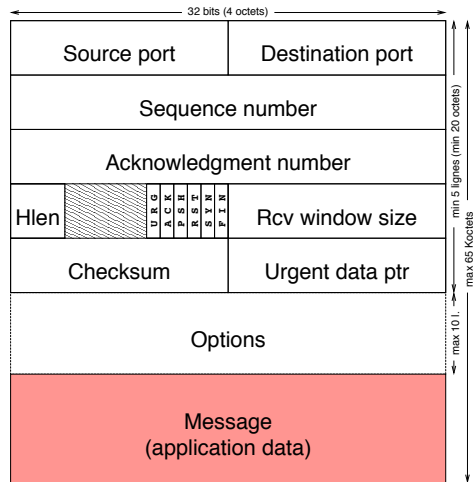 32 bits (4 octets)
Source port
Destination port
Sequence number
Acknowledgment number
Hlen
URG
ACK
PSH
RST
SYN
FIN
Rcv window size
Checksum
Urgent data ptr
Options
Message
(application data)
min 5 lignes (min 20 octets)
max 10 l.
max 65 Koctets